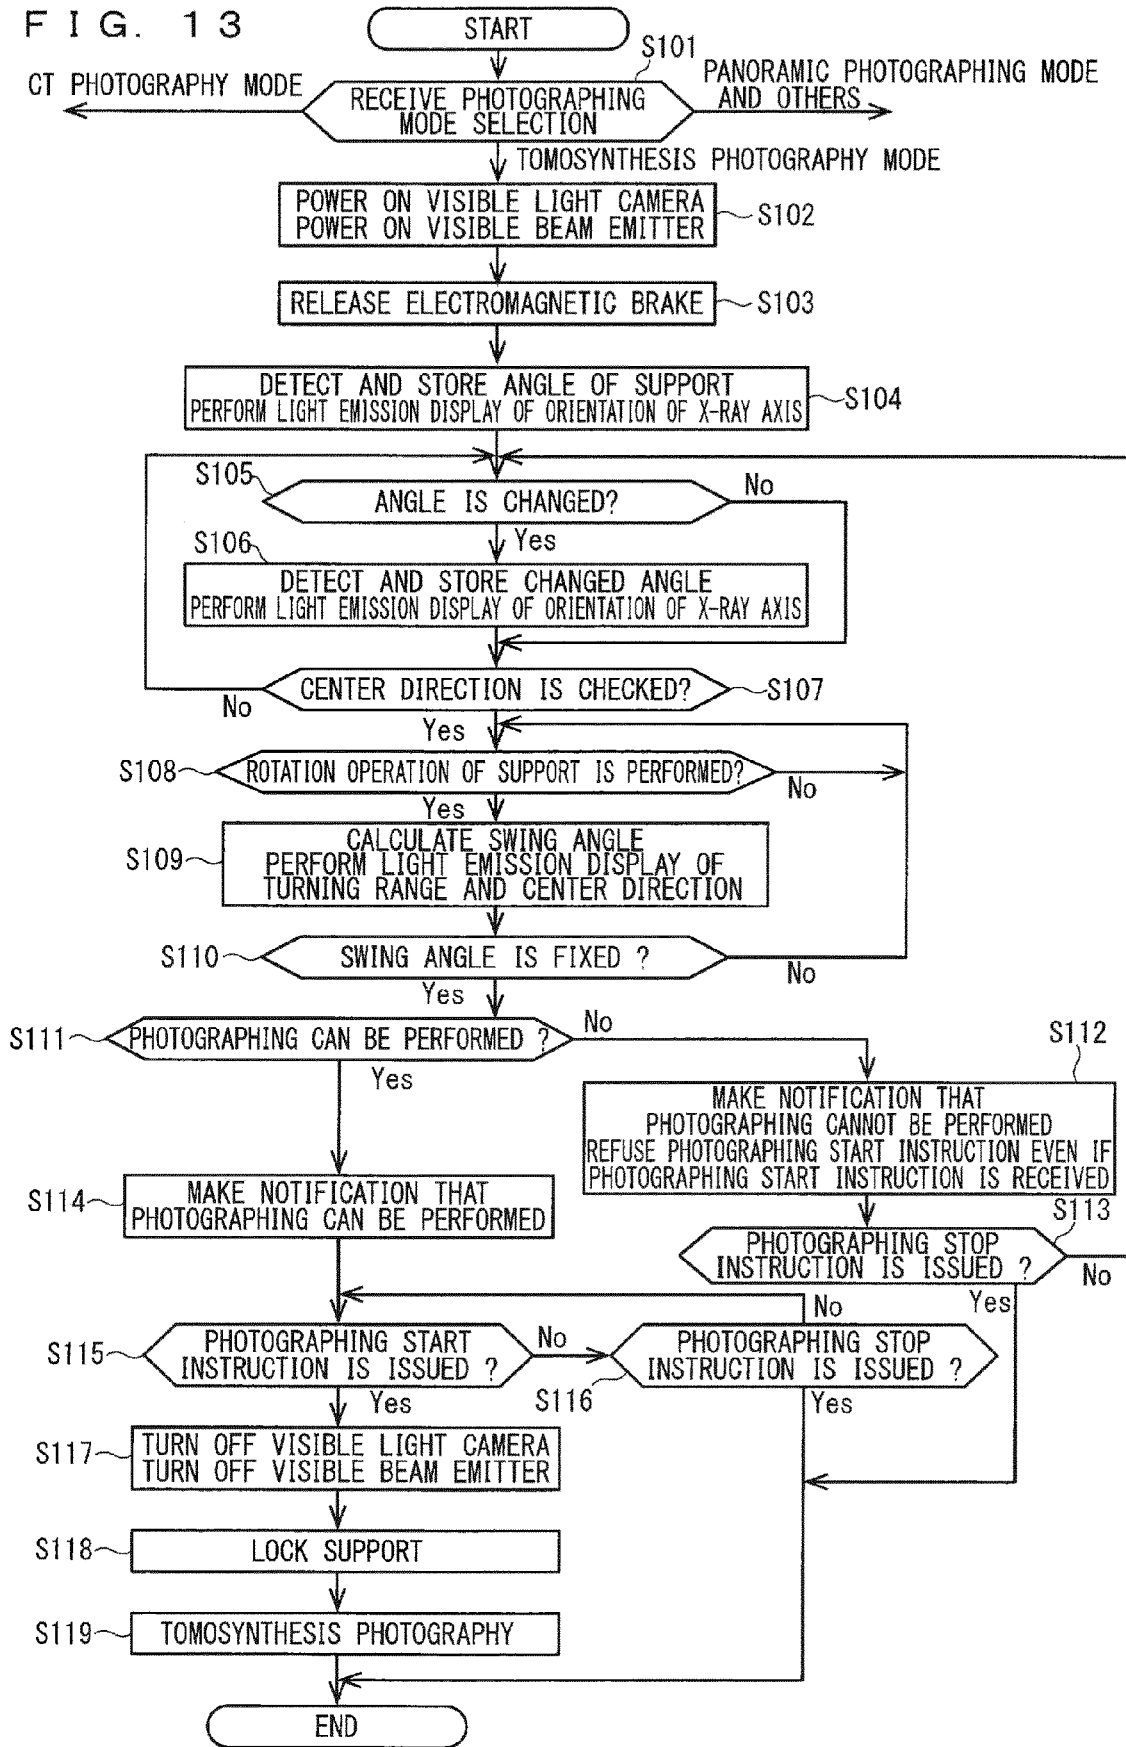 FIG. 13
START
S101
CT PHOTOGRAPHY MODE
RECEIVE PHOTOGRAPHING
MODE SELECTION
PANORAMIC PHOTOGRAPHING MODE
AND OTHERS
TOMOSYNTHESIS PHOTOGRAPHY MODE
POWER ON VISIBLE LIGHT CAMERA
POWER ON VISIBLE BEAM EMITTER
S102
RELEASE ELECTROMAGNETIC BRAKE
S103
DETECT AND STORE ANGLE OF SUPPORT
PERFORM LIGHT EMISSION DISPLAY OF ORIENTATION OF X-RAY AXIS
S104
S105
ANGLE IS CHANGED?
No
Yes
S106
DETECT AND STORE CHANGED ANGLE
PERFORM LIGHT EMISSION DISPLAY OF ORIENTATION OF X-RAY AXIS
CENTER DIRECTION IS CHECKED?
S107
No
Yes
S108
ROTATION OPERATION OF SUPPORT IS PERFORMED?
No
Yes
S109
CALCULATE SWING ANGLE
PERFORM LIGHT EMISSION DISPLAY OF
TURNING RANGE AND CENTER DIRECTION
S110
SWING ANGLE IS FIXED ?
No
Yes
S111
PHOTOGRAPHING CAN BE PERFORMED ?
No
Yes
S112
MAKE NOTIFICATION THAT
PHOTOGRAPHING CANNOT BE PERFORMED
REFUSE PHOTOGRAPHING START INSTRUCTION EVEN IF
PHOTOGRAPHING START INSTRUCTION IS RECEIVED
S114
MAKE NOTIFICATION THAT
PHOTOGRAPHING CAN BE PERFORMED
S113
PHOTOGRAPHING STOP
INSTRUCTION IS ISSUED ?
No
Yes
S115
PHOTOGRAPHING START
INSTRUCTION IS ISSUED ?
No
Yes
S116
PHOTOGRAPHING STOP
INSTRUCTION IS ISSUED ?
No
Yes
S117
TURN OFF VISIBLE LIGHT CAMERA
TURN OFF VISIBLE BEAM EMITTER
S118
LOCK SUPPORT
S119
TOMOSYNTHESIS PHOTOGRAPHY
END